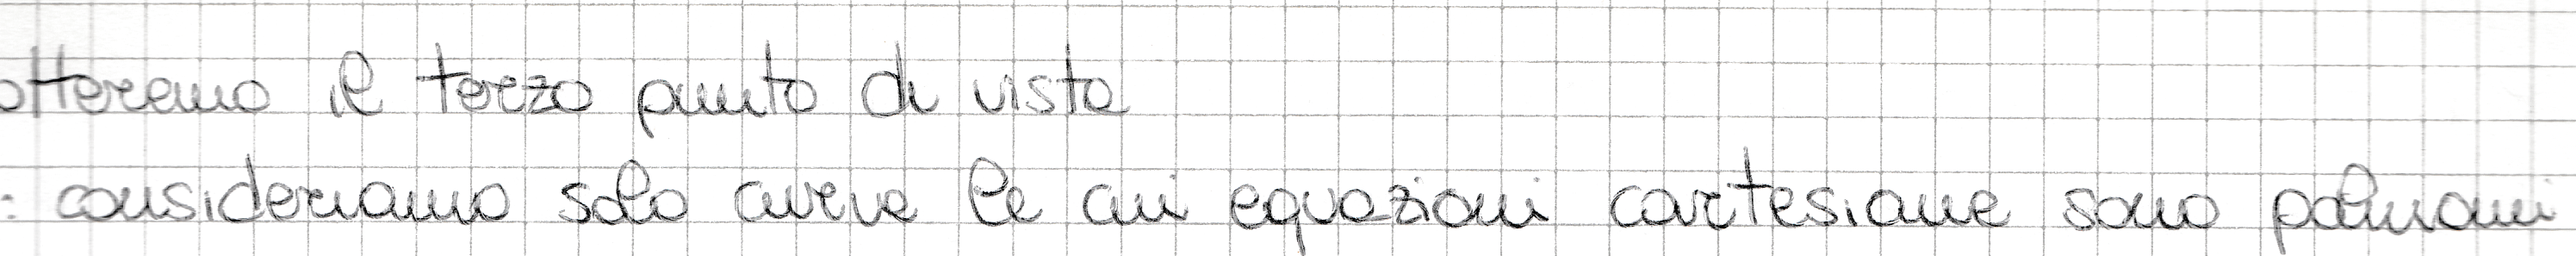 otteremo il terzo punto di vista
: consideriamo solo curve le cui equazioni cartesiane sono polinomi